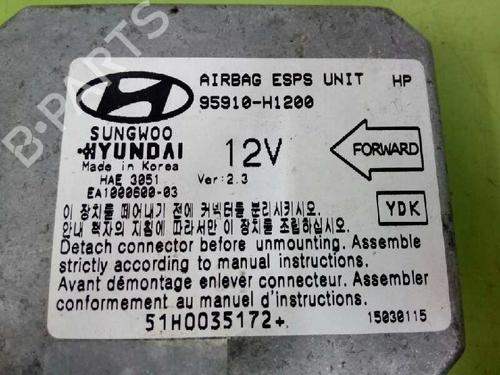 AIRBAG ESPS UNIT HP
95910-H1200
SUNGWOO
HYUNDAI
Made in Korea
12V
FORWARD
HAE 3051
Ver: 2.3
EA1000600-03
이 장치를 떼어내기 전에 커넥터를 분리시키시오.
안내 책자의 지침에 따라서만 이 장치를 조립하십시오.
YDK
Detach connector before unmounting. Assemble
strictly according to manual instructions.
Avant démontage enlever connecteur. Assembler
conformement au manuel d'instructions.
51H0035172+
15030115
B-PARTS